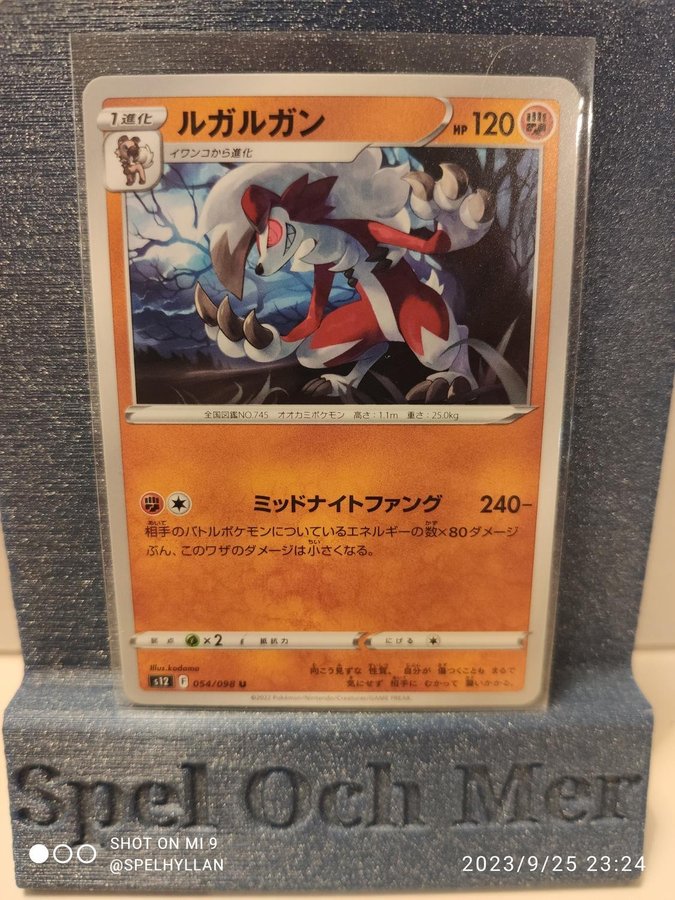 1進化
ルガルガン
HP 120
イワンコから進化
全国図鑑NO.745 オオカミポケモン 高さ:1.1m 重さ:25.0kg
ミッドナイトファング 240-
相手のバトルポケモンについているエネルギーの数×80ダメージ
ぶん、このワザのダメージは小さくなる。
弱点 ×2 抵抗力 にげる
illus.kodama
s12 F 054/098 U
向こう見ずな 性質。 自分が 傷つくことも まるで
気にせず 相手に むかって 襲いかかる。
©2022 Pokémon/Nintendo/Creatures/GAME FREAK.
Spel Och Mer
SHOT ON MI 9
@SPELHYLLAN
2023/9/25 23:24